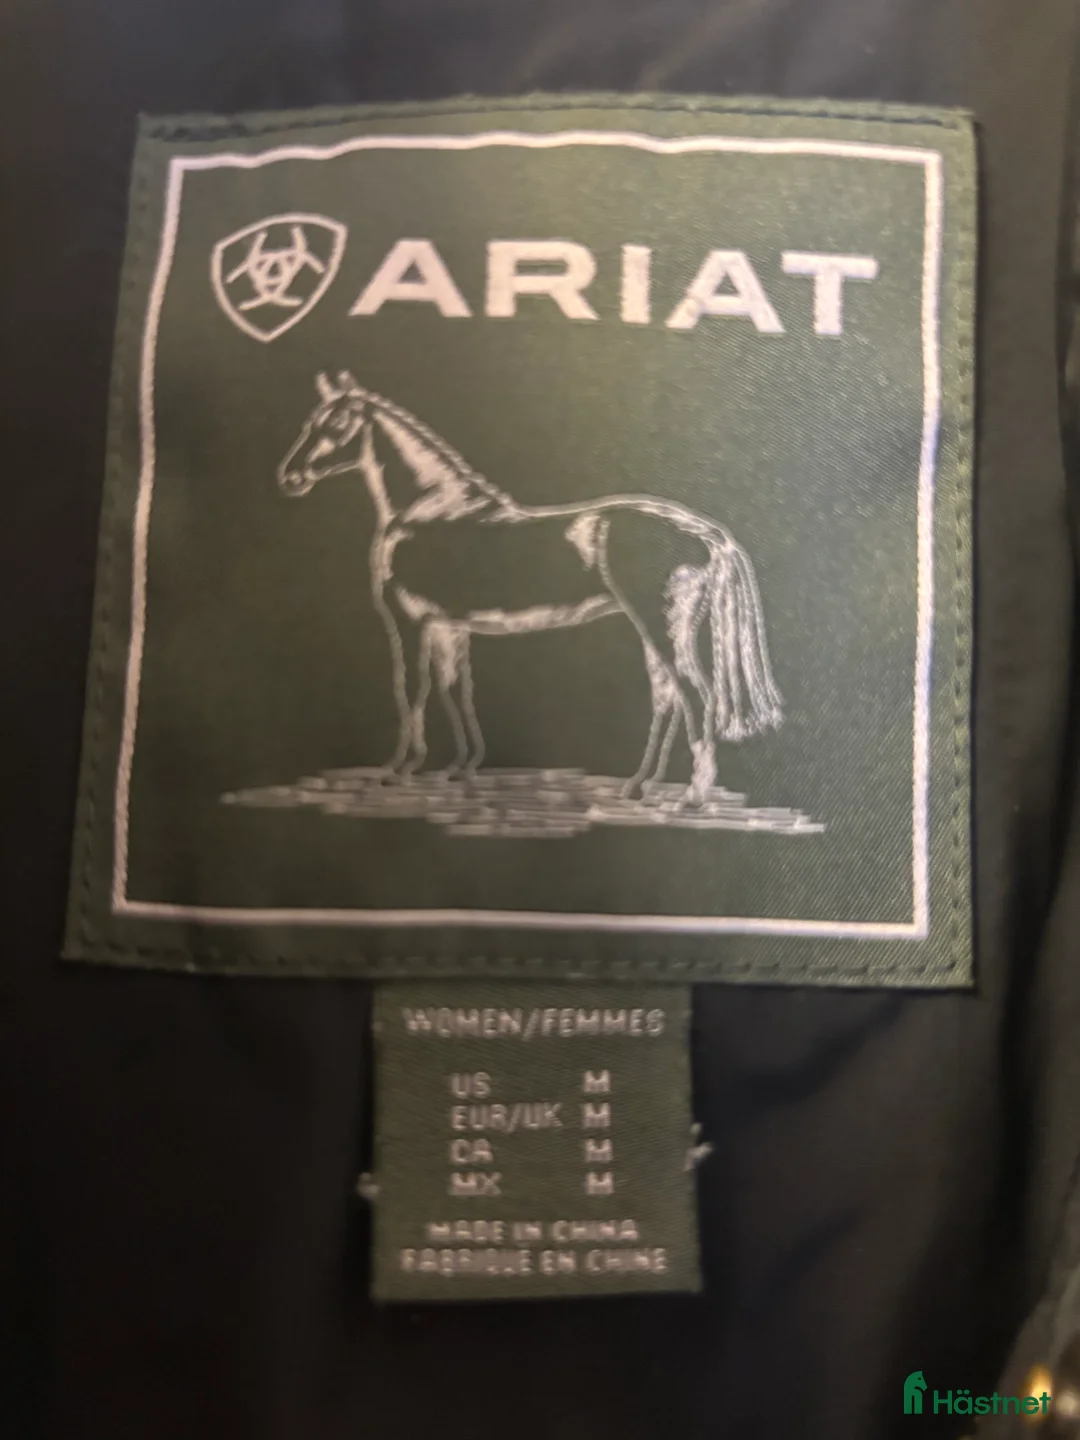 ARIAT
WOMEN/FEMMES
US M
EUR/UK M
CA M
MX M
MADE IN CHINA
FABRIQUE EN CHINE
Hästnet